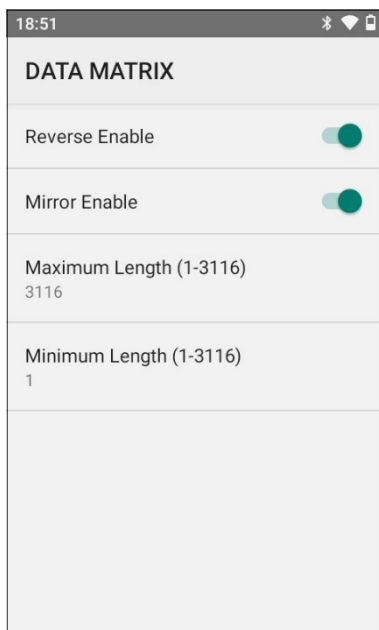 18:51
DATA MATRIX
Reverse Enable
Mirror Enable
Maximum Length (1-3116)
3116
Minimum Length (1-3116)
1